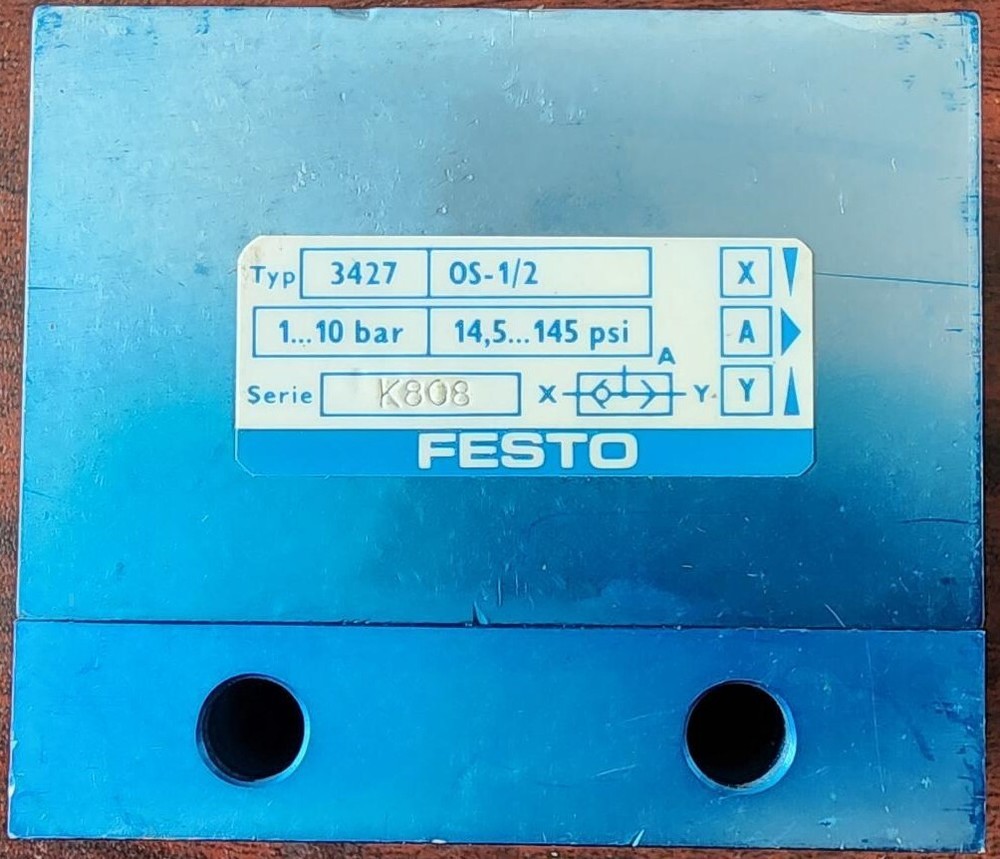 Typ 3427 OS-1/2 X
1...10 bar 14,5...145 psi A
A
Serie K808 X Y Y
FESTO